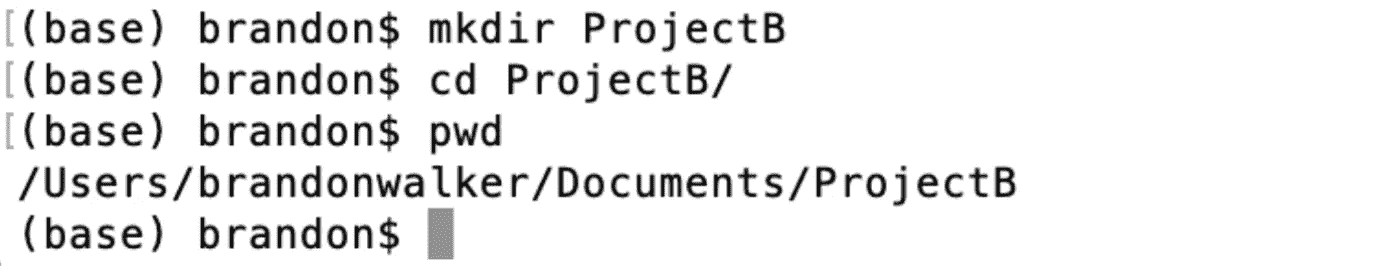 [(base) brandon$ mkdir ProjectB
[(base) brandon$ cd ProjectB/
[(base) brandon$ pwd
/Users/brandonwalker/Documents/ProjectB
(base) brandon$